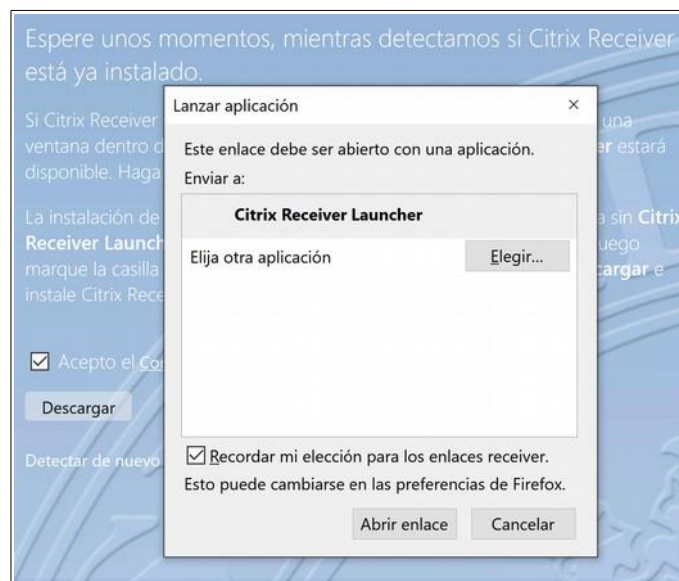 Espere unos momentos, mientras detectamos si Citrix Receiver
está ya instalado.
Si Citrix Receiver
una
ventana dentro d
er estará
disponible. Haga
La instalación de
a sin Citri
Receiver Launch
uego
marque la casilla
cargar e
instale Citrix Rece
Acepto el Co
Descargar
Detectar de nuevo
Lanzar aplicación
Este enlace debe ser abierto con una aplicación.
Enviar a:
Citrix Receiver Launcher
Elija otra aplicación
Elegir...
Recordar mi elección para los enlaces receiver.
Esto puede cambiarse en las preferencias de Firefox.
Abrir enlace
Cancelar